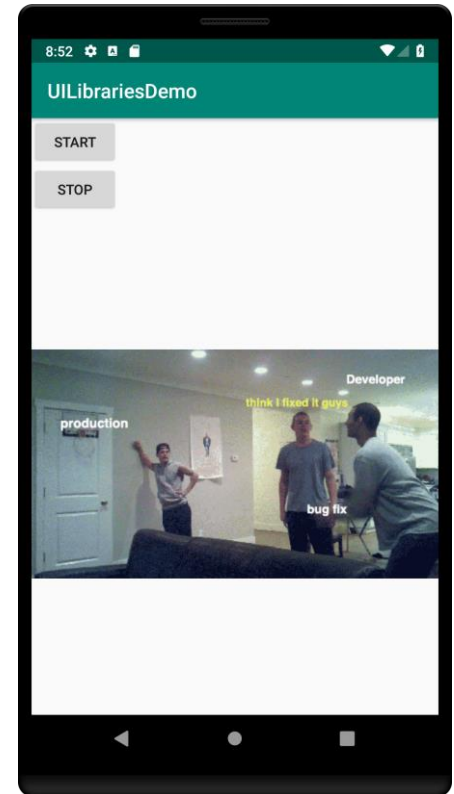 8:52
UILibrariesDemo
START
STOP
Developer
think I fixed it guys
production
bug fix